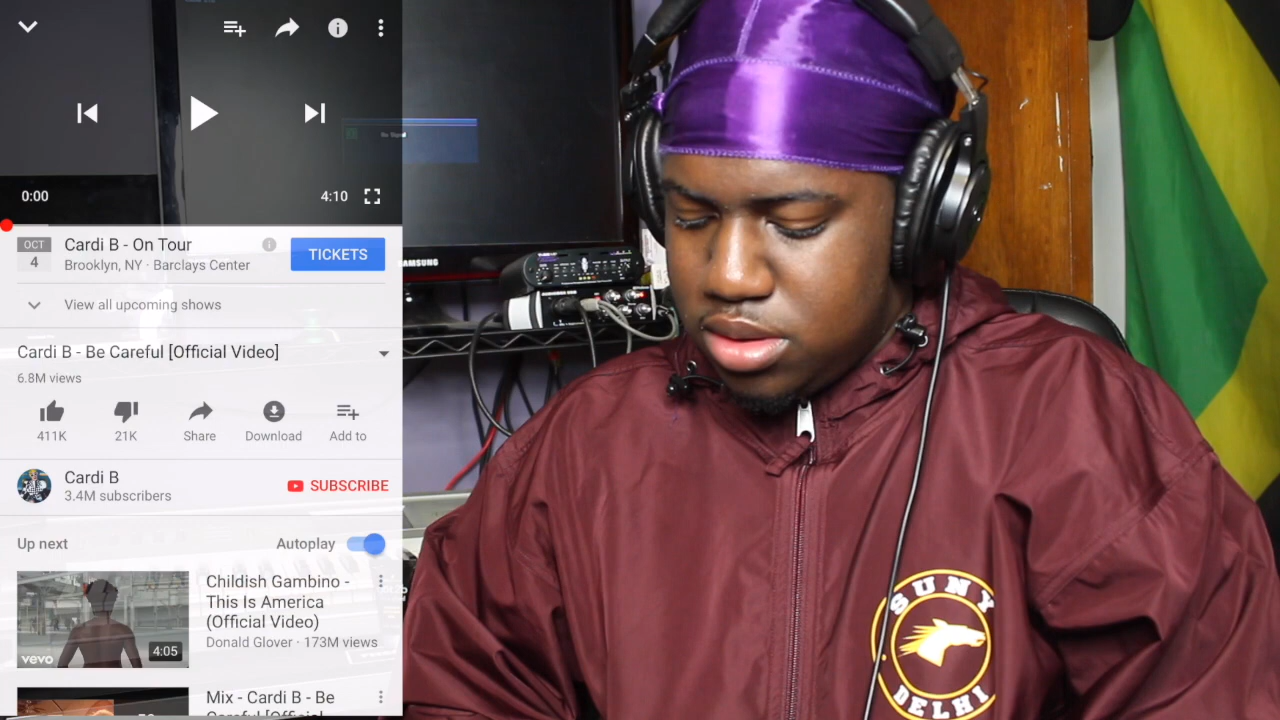 0:00
4:10
OCT
4
Cardi B - On Tour
Brooklyn, NY · Barclays Center
TICKETS
View all upcoming shows
Cardi B - Be Careful [Official Video]
6.8M views
411K
21K
Share
Download
Add to
Cardi B
3.4M subscribers
SUBSCRIBE
Up next
Autoplay
Childish Gambino -
This Is America
(Official Video)
Donald Glover · 173M views
4:05
vevo
Mix - Cardi B - Be
Careful [Official
SAMSUNG
SUNY
DELHI